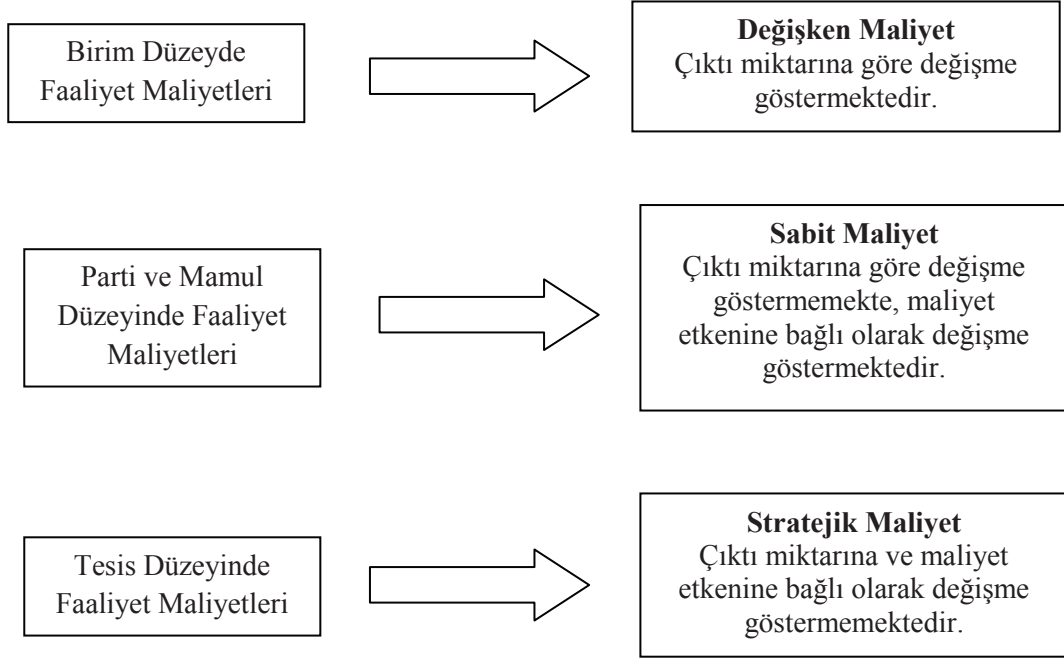 Birim Düzeyde
Faaliyet Maliyetleri
Değişken Maliyet
Çıktı miktarına göre değişme
göstermektedir.
Parti ve Mamul
Düzeyinde Faaliyet
Maliyetleri
Sabit Maliyet
Çıktı miktarına göre değişme
göstermemekte, maliyet
etkenine bağlı olarak değişme
göstermektedir.
Tesis Düzeyinde
Faaliyet Maliyetleri
Stratejik Maliyet
Çıktı miktarına ve maliyet
etkenine bağlı olarak değişme
göstermemektedir.